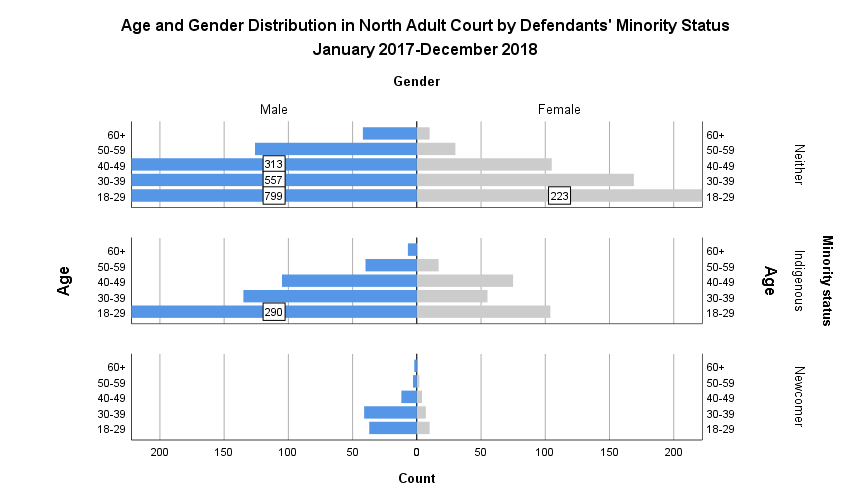 Age and Gender Distribution in North Adult Court by Defendants' Minority Status
January 2017-December 2018
Gender
Male Female
60+ 60+
50-59 50-59
40-49 313 40-49
30-39 557 30-39
18-29 799 223 18-29
Neither
60+ 60+
50-59 50-59
40-49 40-49
30-39 30-39
18-29 290 18-29
Indigenous
60+ 60+
50-59 50-59
40-49 40-49
30-39 30-39
18-29 18-29
Newcomer
Age
Age
Minority status
200 150 100 50 0 50 100 150 200
Count